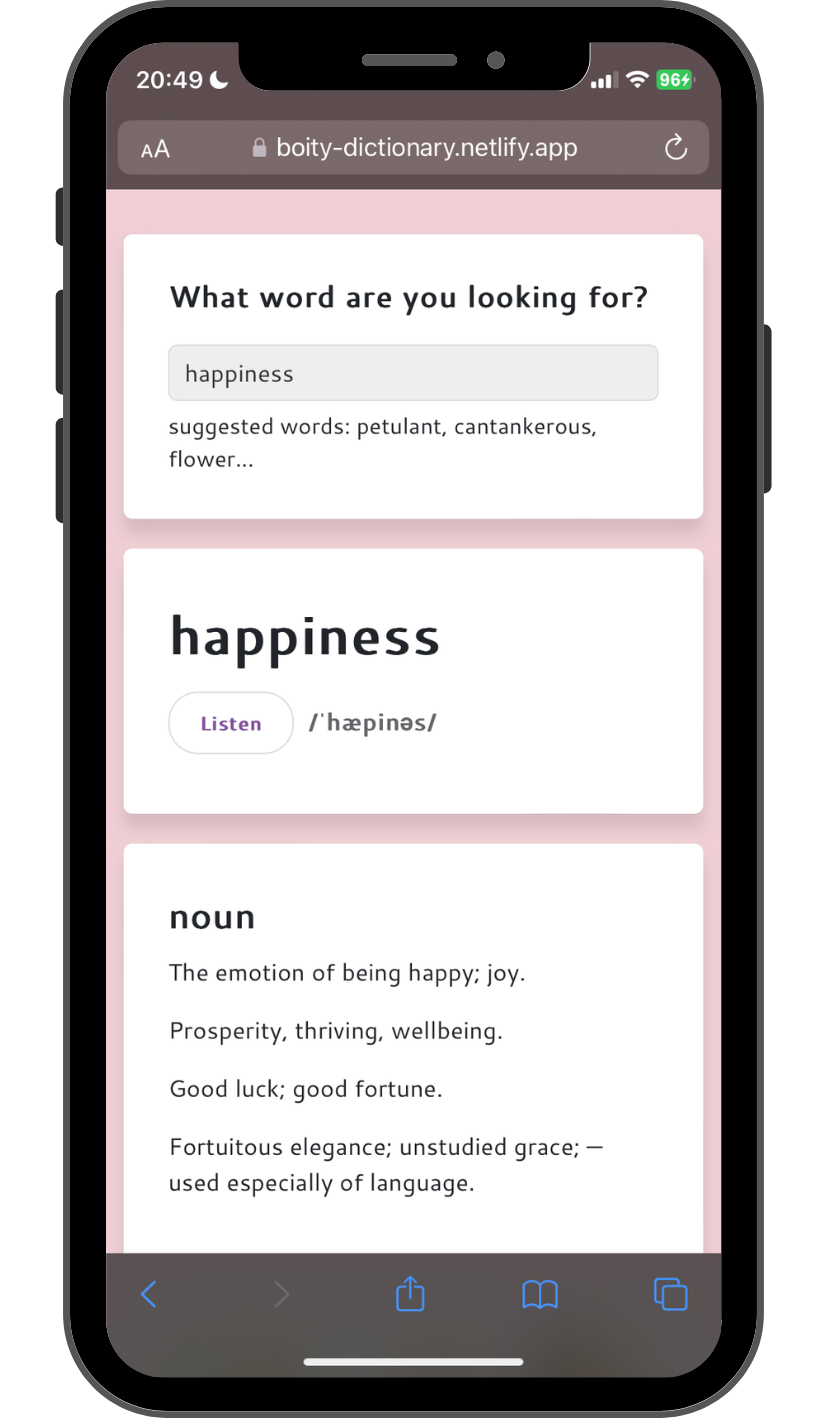 20:49
96
AA
boity-dictionary.netlify.app
What word are you looking for?
happiness
suggested words: petulant, cantankerous,
flower...
happiness
Listen /ˈhæpinəs/
noun
The emotion of being happy; joy.
Prosperity, thriving, wellbeing.
Good luck; good fortune.
Fortuitous elegance; unstudied grace; —
used especially of language.